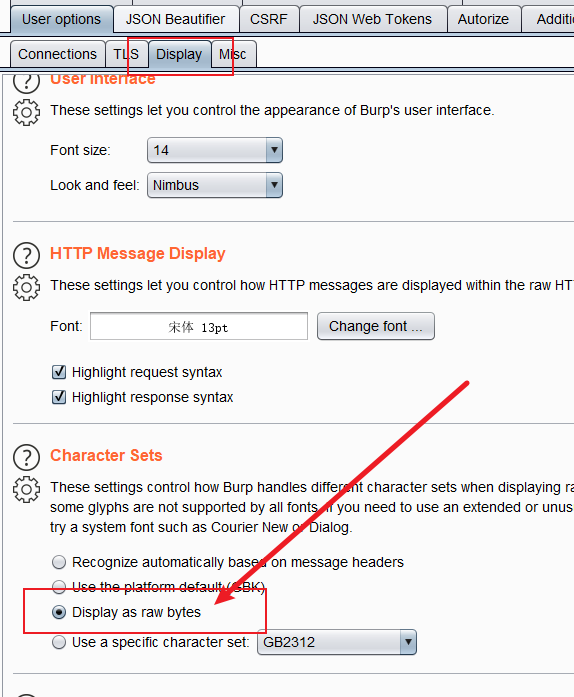 User options
JSON Beautifier
CSRF
JSON Web Tokens
Autorize
Additi
Connections
TLS
Display
Misc
User Interface
These settings let you control the appearance of Burp's user interface.
Font size:
14
Look and feel:
Nimbus
HTTP Message Display
These settings let you control how HTTP messages are displayed within the raw HT
Font:
宋体 13pt
Change font ...
Highlight request syntax
Highlight response syntax
Character Sets
These settings control how Burp handles different character sets when displaying ra
some glyphs are not supported by all fonts. If you need to use an extended or unus
try a system font such as Courier New or Dialog.
Recognize automatically based on message headers
Use the platform default (GBK)
Display as raw bytes
Use a specific character set:
GB2312